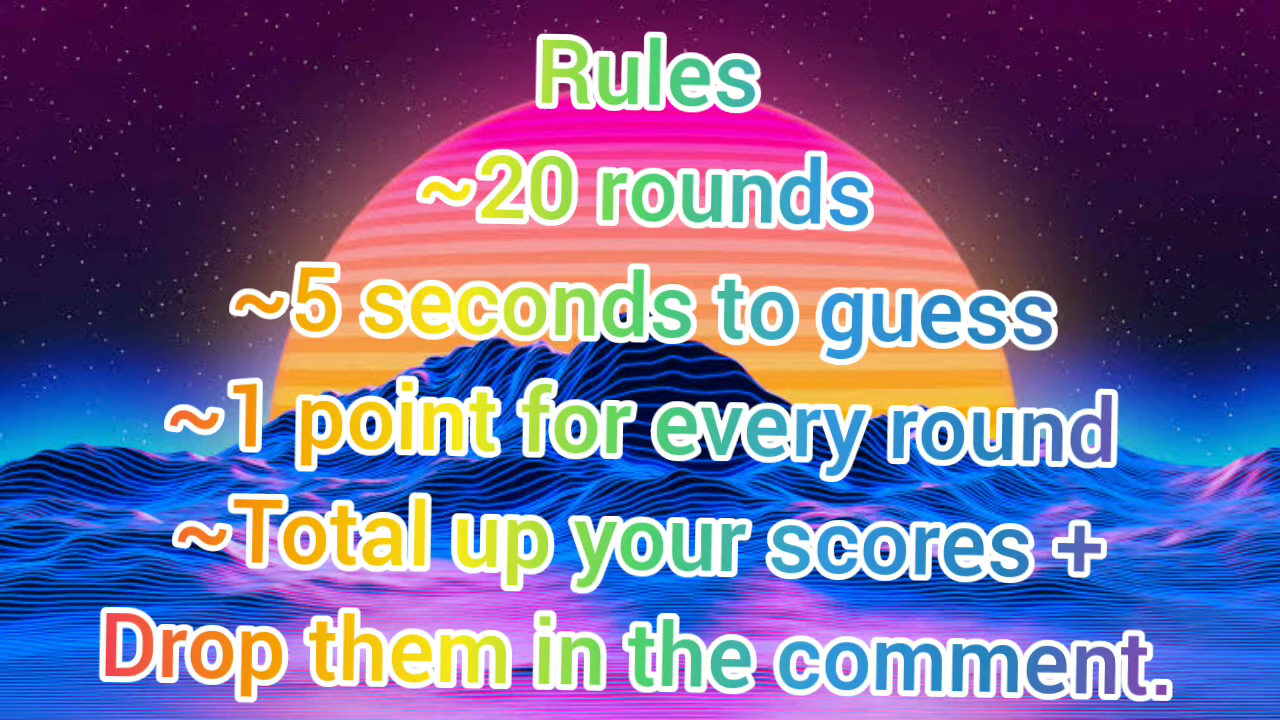 Rules
~20 rounds
~5 seconds to guess
~1 point for every round
~Total up your scores +
Drop them in the comment.